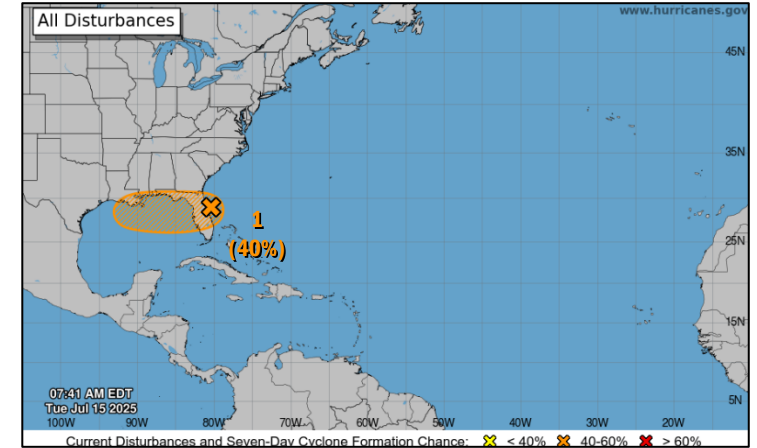 All Disturbances
www.hurricanes.gov
45N
35N
1
(40%)
25N
15N
07:41 AM EDT
Tue Jul 15 2025
5N
100W 90W 80W 70W 60W 50W 40W 30W 20W
Current Disturbances and Seven-Day Cyclone Formation Chance: < 40% 40-60% > 60%